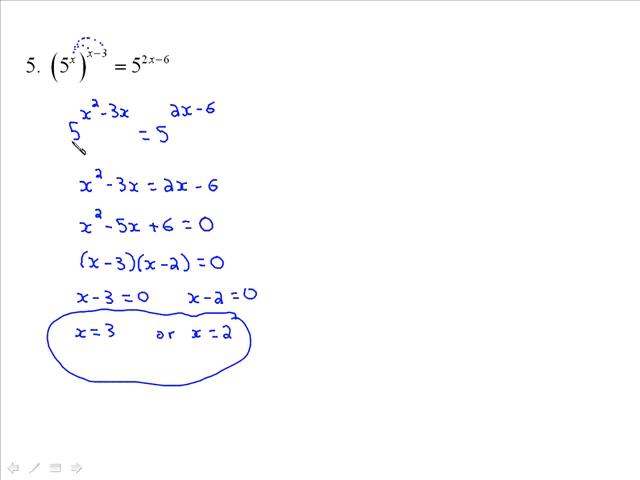 5. (5^x)^(x−3) = 5^(2x−6)
5^(x²-3x) = 5^(2x-6)
x² - 3x = 2x - 6
x² - 5x + 6 = 0
(x - 3)(x - 2) = 0
x - 3 = 0 x - 2 = 0
x = 3 or x = 2